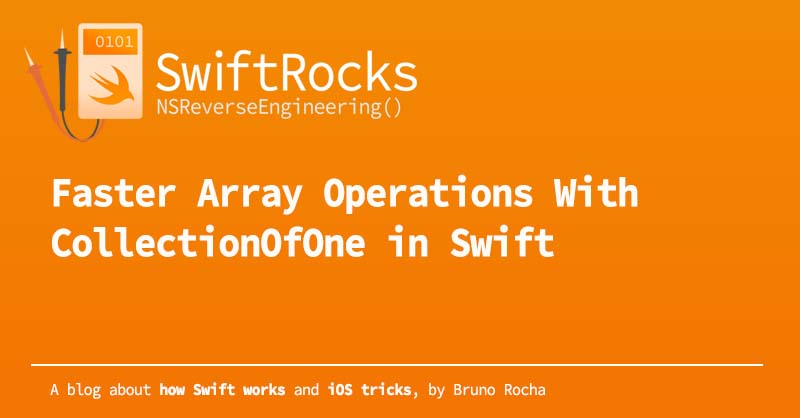 0101
SwiftRocks
NSReverseEngineering()
Faster Array Operations With
CollectionOfOne in Swift
A blog about how Swift works and iOS tricks, by Bruno Rocha